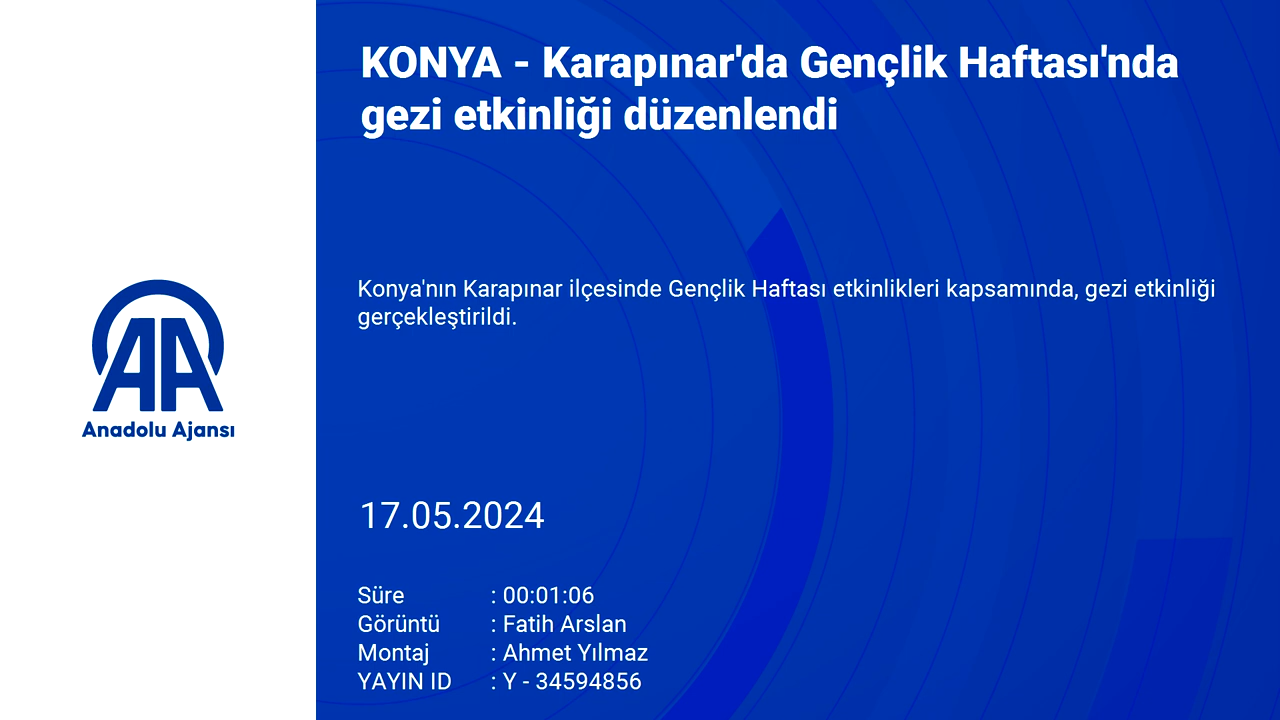 KONYA - Karapınar'da Gençlik Haftası'nda
gezi etkinliği düzenlendi
Konya'nın Karapınar ilçesinde Gençlik Haftası etkinlikleri kapsamında, gezi etkinliği
gerçekleştirildi.
AA
Anadolu Ajansı
17.05.2024
Süre : 00:01:06
Görüntü : Fatih Arslan
Montaj : Ahmet Yılmaz
YAYIN ID : Y - 34594856